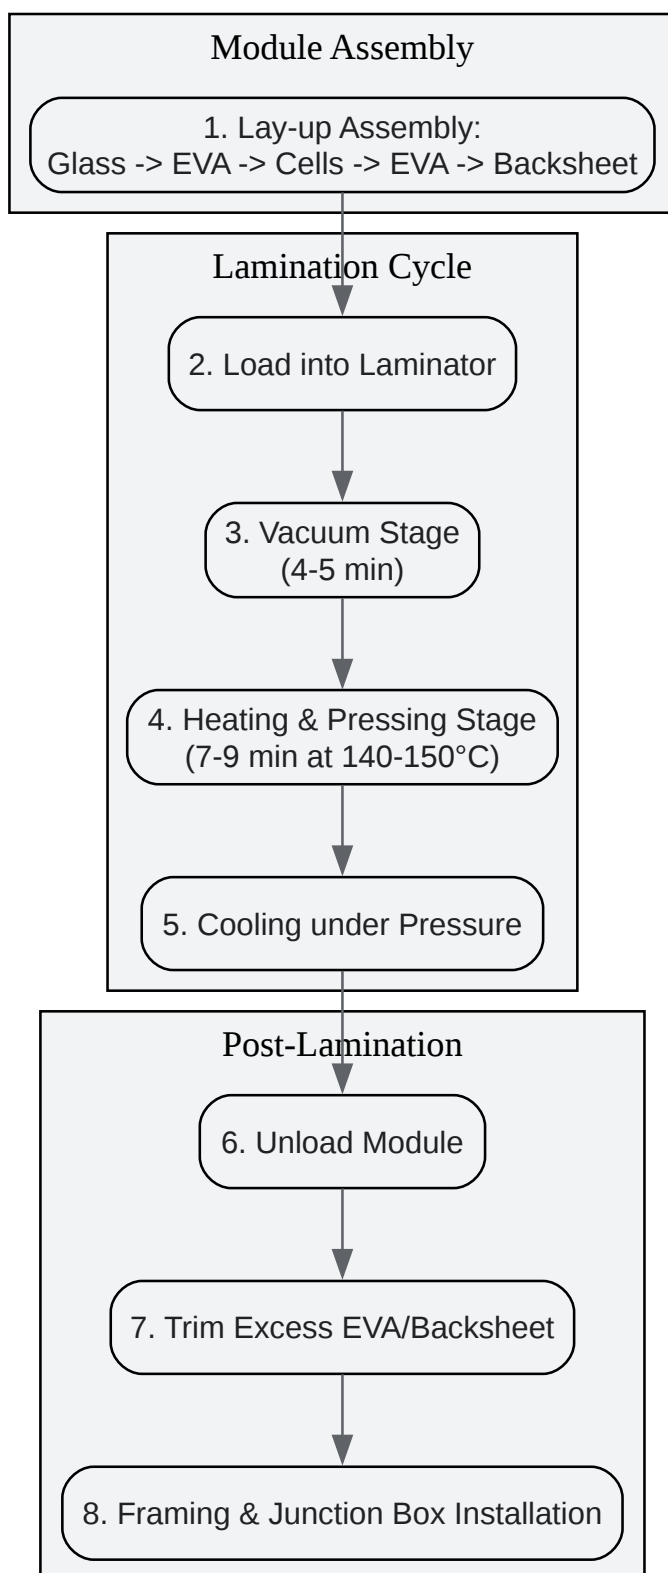 Module Assembly
1. Lay-up Assembly:
Glass -> EVA -> Cells -> EVA -> Backsheet
Lamination Cycle
2. Load into Laminator
3. Vacuum Stage
(4-5 min)
4. Heating & Pressing Stage
(7-9 min at 140-150°C)
5. Cooling under Pressure
Post-Lamination
6. Unload Module
7. Trim Excess EVA/Backsheet
8. Framing & Junction Box Installation